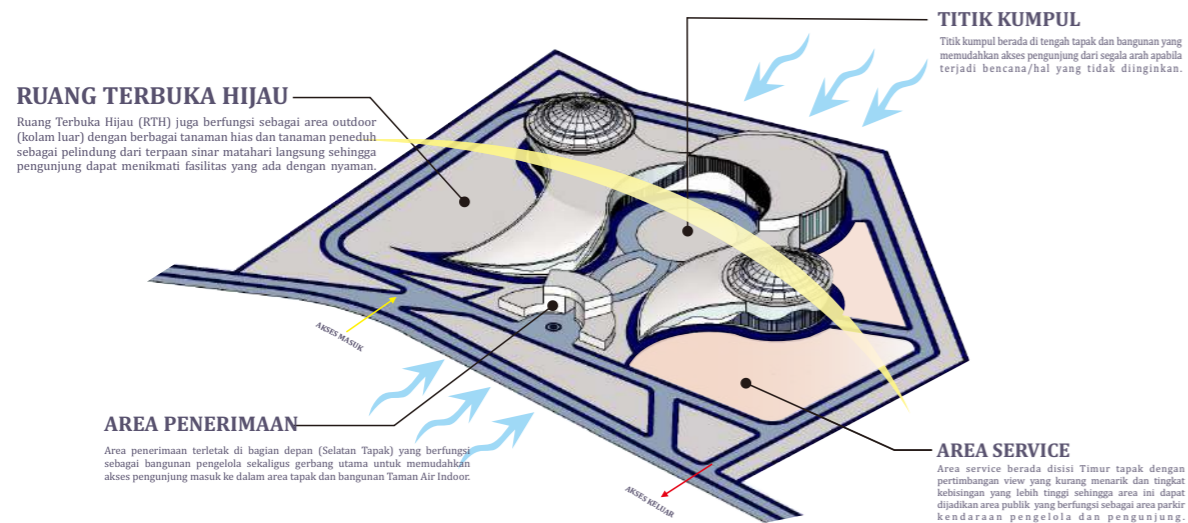 TITIK KUMPUL
Titik kumpul berada di tengah tapak dan bangunan yang
memudahkan akses pengunjung dari segala arah apabila
terjadi bencana/hal yang tidak diinginkan.
RUANG TERBUKA HIJAU
Ruang Terbuka Hijau (RTH) juga berfungsi sebagai area outdoor
(kolam luar) dengan berbagai tanaman hias dan tanaman peneduh
sebagai pelindung dari terpaan sinar matahari langsung sehingga
pengunjung dapat menikmati fasilitas yang ada dengan nyaman.
AKSES MASUK
AREA PENERIMAAN
Area penerimaan terletak di bagian depan (Selatan Tapak) yang berfungsi
sebagai bangunan pengelola sekaligus gerbang utama untuk memudahkan
akses pengunjung masuk ke dalam area tapak dan bangunan Taman Air Indoor.
AKSES KELUAR
AREA SERVICE
Area service berada disisi Timur tapak dengan
pertimbangan view yang kurang menarik dan tingkat
kebisingan yang lebih tinggi sehingga area ini dapat
dijadikan area publik yang berfungsi sebagai area parkir
kendaraan pengelola dan pengunjung.